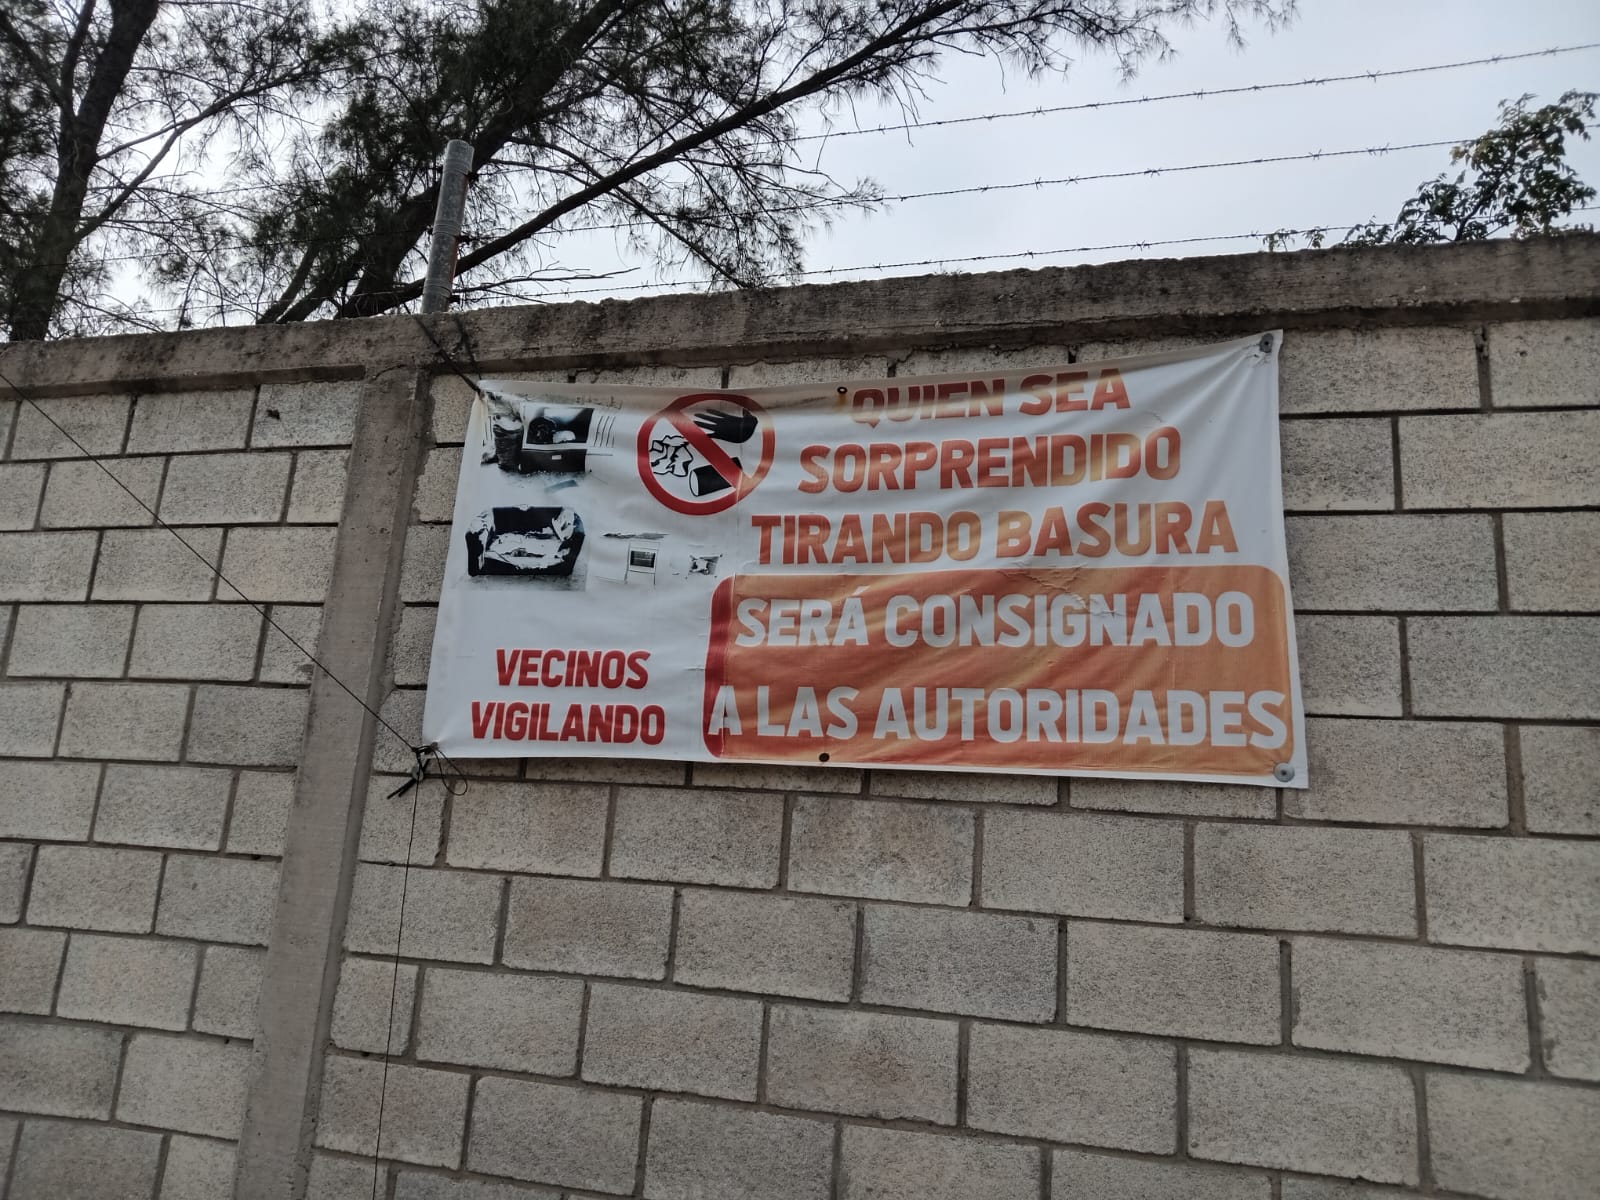 QUIEN SEA
SORPRENDIDO
TIRANDO BASURA
SERÁ CONSIGNADO
A LAS AUTORIDADES
VECINOS
VIGILANDO